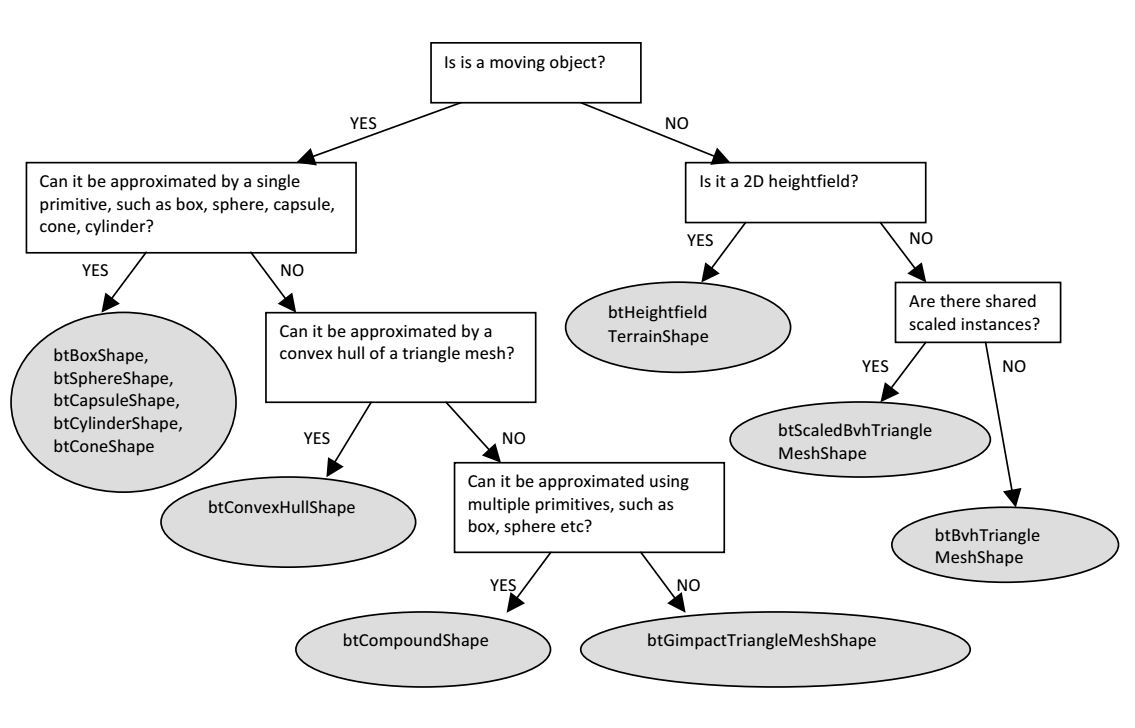 Is is a moving object?
YES
NO
Can it be approximated by a single
primitive, such as box, sphere, capsule,
cone, cylinder?
Is it a 2D heightfield?
YES
NO
YES
NO
btBoxShape,
btSphereShape,
btCapsuleShape,
btCylinderShape,
btConeShape
Can it be approximated by a
convex hull of a triangle mesh?
btHeightfield
TerrainShape
Are there shared
scaled instances?
YES
NO
YES
NO
btConvexHullShape
Can it be approximated using
multiple primitives, such as
box, sphere etc?
btScaledBvhTriangle
MeshShape
btBvhTriangle
MeshShape
YES
NO
btCompoundShape
btGimpactTriangleMeshShape